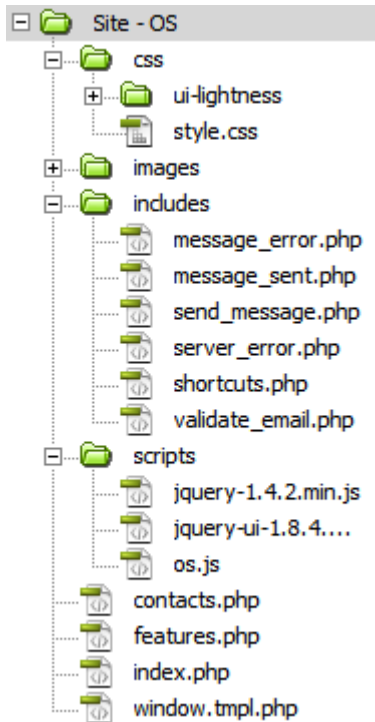 Site - OS
css
ui-lightness
style.css
images
includes
message_error.php
message_sent.php
send_message.php
server_error.php
shortcuts.php
validate_email.php
scripts
jquery-1.4.2.min.js
jquery-ui-1.8.4....
os.js
contacts.php
features.php
index.php
window.tmpl.php